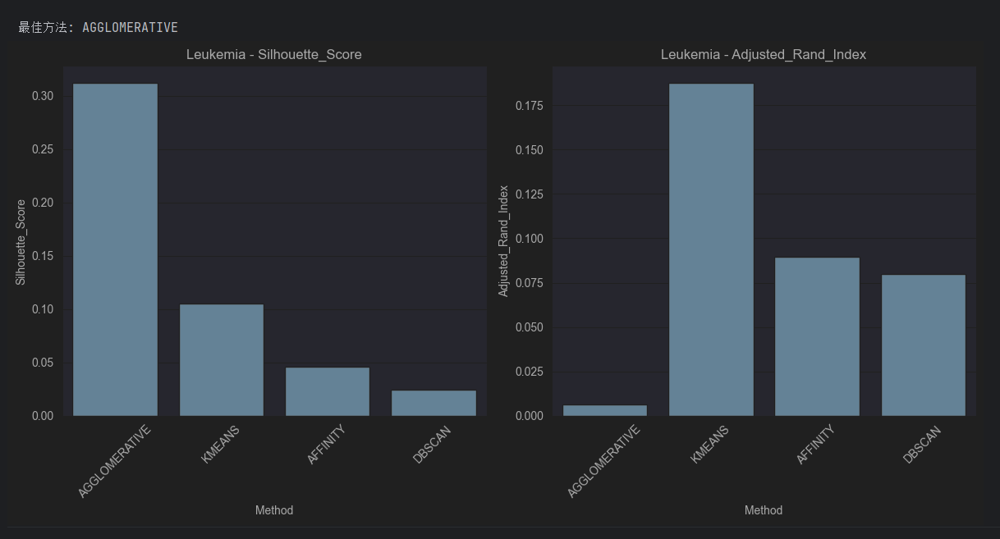 最佳方法: AGGLOMERATIVE
Leukemia - Silhouette_Score
Silhouette_Score
0.30
0.25
0.20
0.15
0.10
0.05
0.00
AGGLOMERATIVE
KMEANS
AFFINITY
DBSCAN
Method
Leukemia - Adjusted_Rand_Index
Adjusted_Rand_Index
0.175
0.150
0.125
0.100
0.075
0.050
0.025
0.000
AGGLOMERATIVE
KMEANS
AFFINITY
DBSCAN
Method